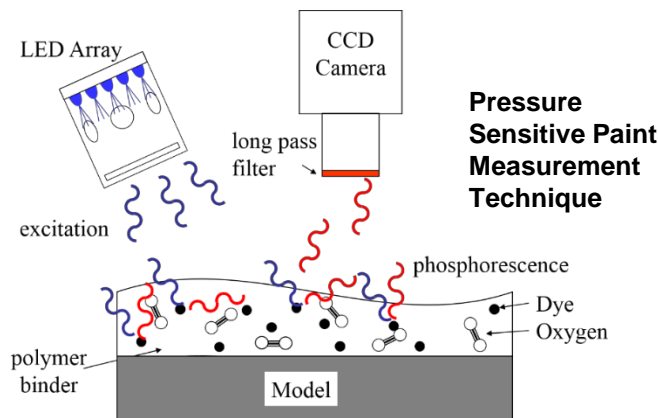 LED Array
CCD
Camera
Pressure
Sensitive Paint
Measurement
Technique
long pass
filter
excitation
phosphorescence
Dye
Oxygen
polymer
binder
Model